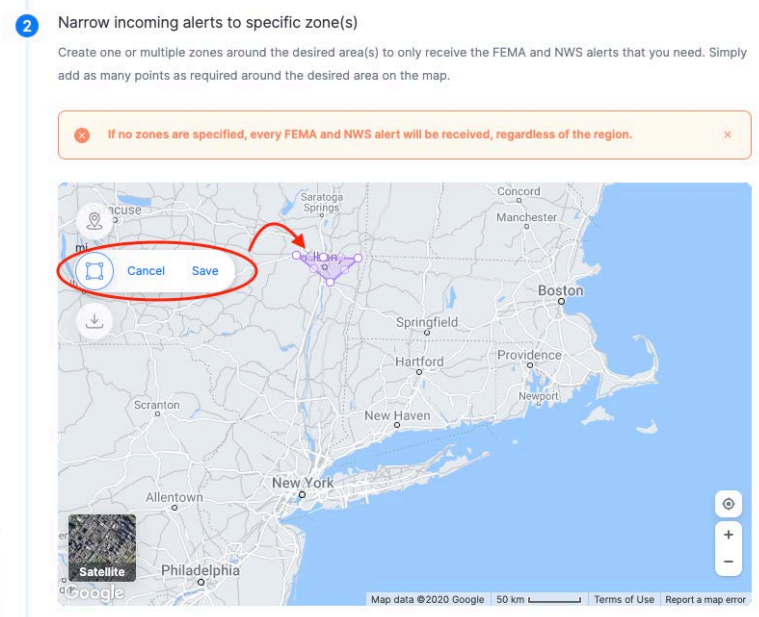 2
Narrow incoming alerts to specific zone(s)
Create one or multiple zones around the desired area(s) to only receive the FEMA and NWS alerts that you need. Simply
add as many points as required around the desired area on the map.
If no zones are specified, every FEMA and NWS alert will be received, regardless of the region.
Saratoga
Springs
Concord
Manchester
Cancel
Save
Boston
Springfield
Hartford
Providence
Newport
Scranton
New Haven
New York
Allentown
Satellite
Philadelphia
Google
Map data ©2020 Google
50 km
Terms of Use
Report a map error